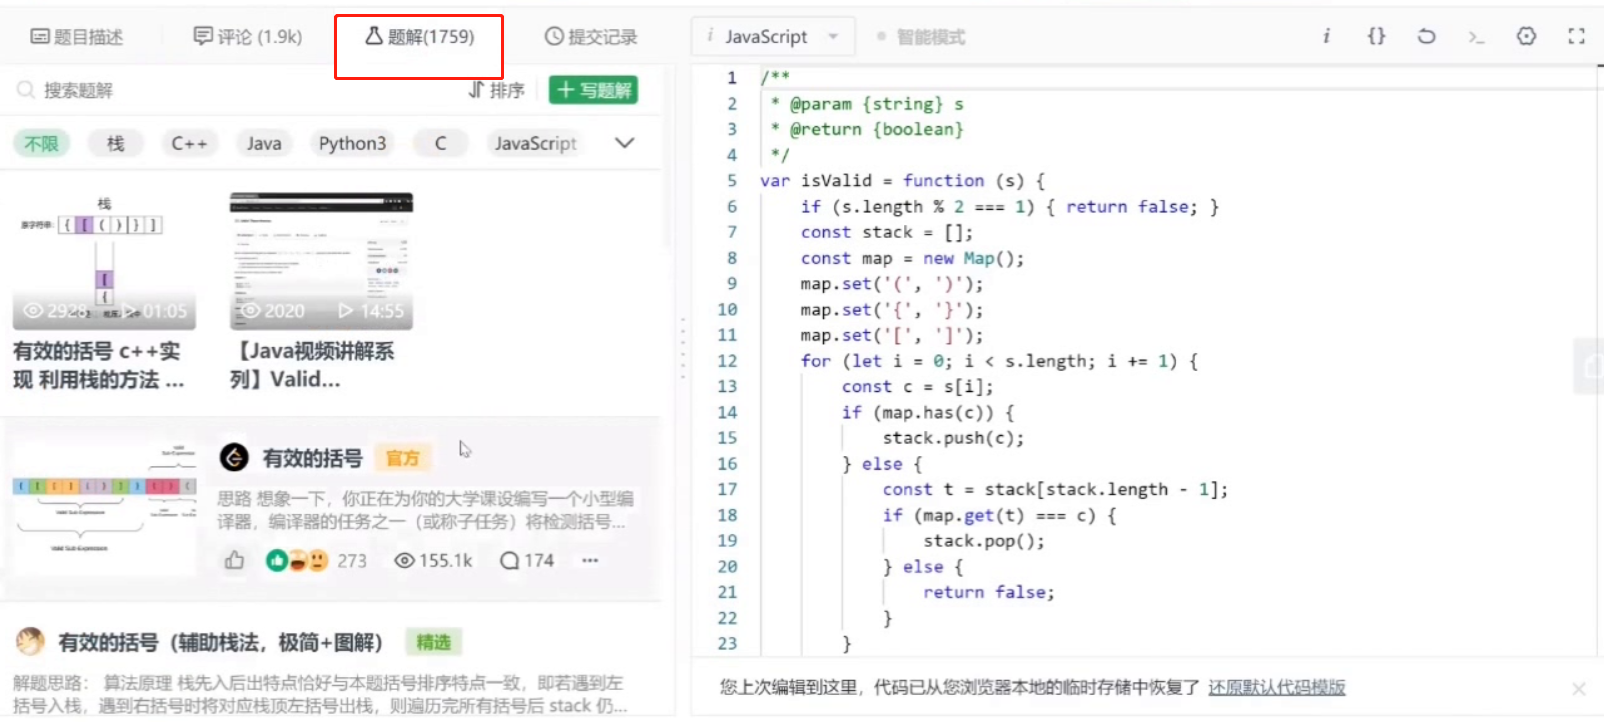 题目描述
评论 (1.9k)
题解(1759)
提交记录
搜索题解
排序
写题解
不限
栈
C++
Java
Python3
C
JavaScript
栈
原字符串:
{ [ ( ) } ]
[
{
2928
01:05
2020
14:55
有效的括号 c++实
现 利用栈的方法 ...
【Java视频讲解系
列】Valid...
有效的括号 官方
思路 想象一下，你正在为你的大学课设编写一个小型编
译器，编译器的任务之一（或称子任务）将检测括号...
273
155.1k
174
...
Valid Sub-Expression
Valid Sub-Expression
有效的括号（辅助栈法，极简+图解） 精选
解题思路： 算法原理 栈先入后出特点恰好与本题括号排序特点一致，即若遇到左
括号入栈，遇到右括号时将对应栈顶左括号出栈，则遍历完所有括号后 stack 仍...
i JavaScript
智能模式
i {} >_
1 /**
2 * @param {string} s
3 * @return {boolean}
4 */
5 var isValid = function (s) {
6 if (s.length % 2 === 1) { return false; }
7 const stack = [];
8 const map = new Map();
9 map.set('(', ')');
10 map.set('{', '}');
11 map.set('[', ']');
12 for (let i = 0; i < s.length; i += 1) {
13 const c = s[i];
14 if (map.has(c)) {
15 stack.push(c);
16 } else {
17 const t = stack[stack.length - 1];
18 if (map.get(t) === c) {
19 stack.pop();
20 } else {
21 return false;
22 }
23 }
您上次编辑到这里，代码已从您浏览器本地的临时存储中恢复了 还原默认代码模版